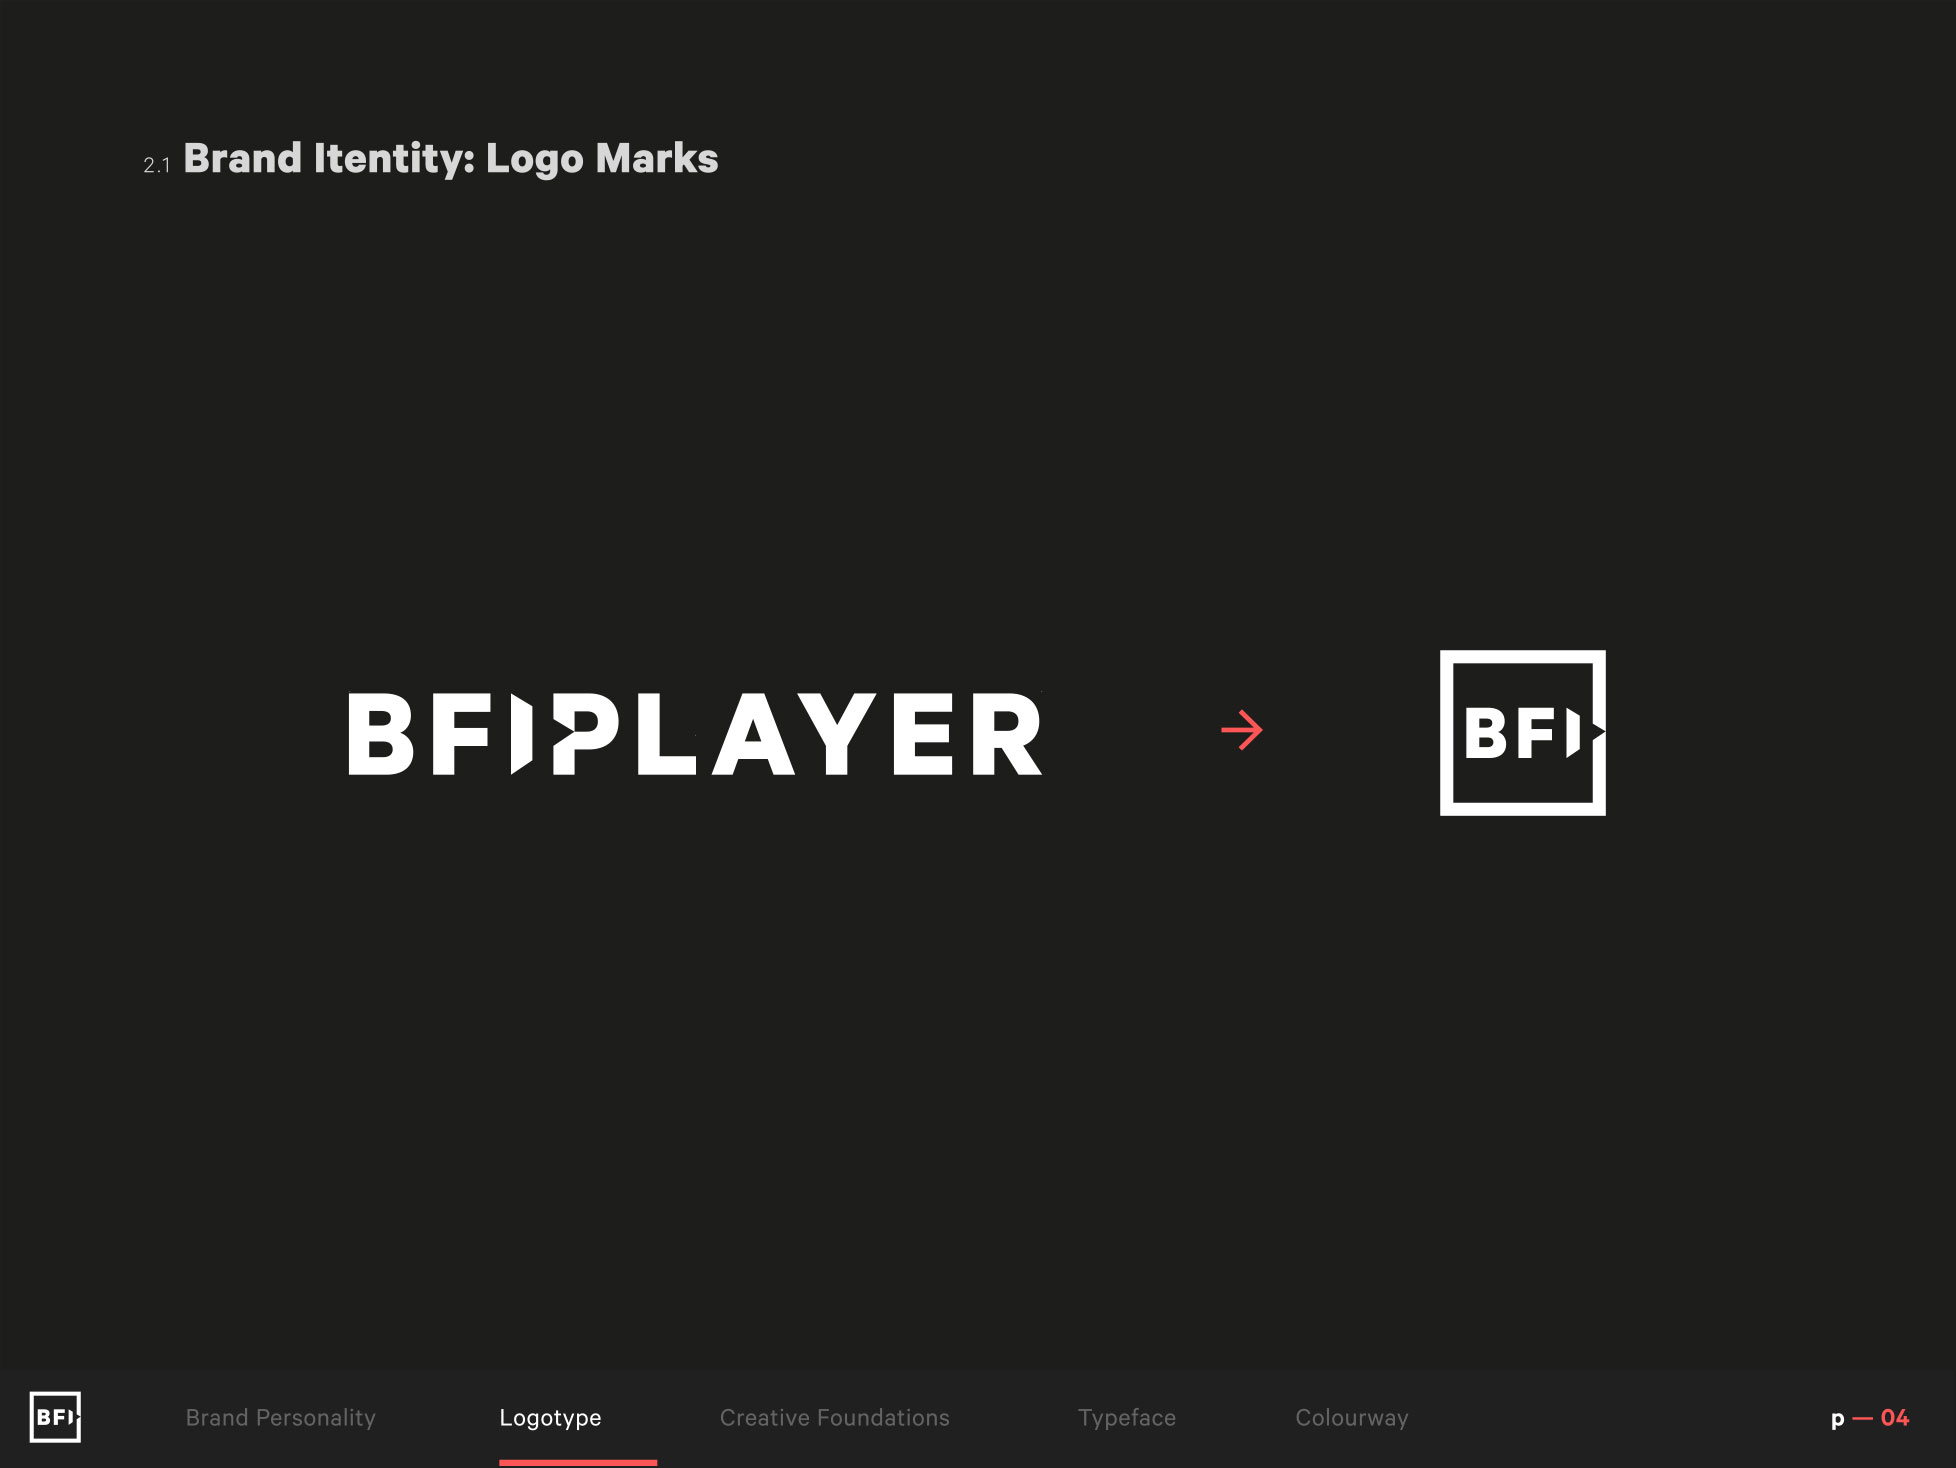 2.1 Brand Itentity: Logo Marks
BFIPLAYER
BFI
BFI
Brand Personality
Logotype
Creative Foundations
Typeface
Colourway
p — 04